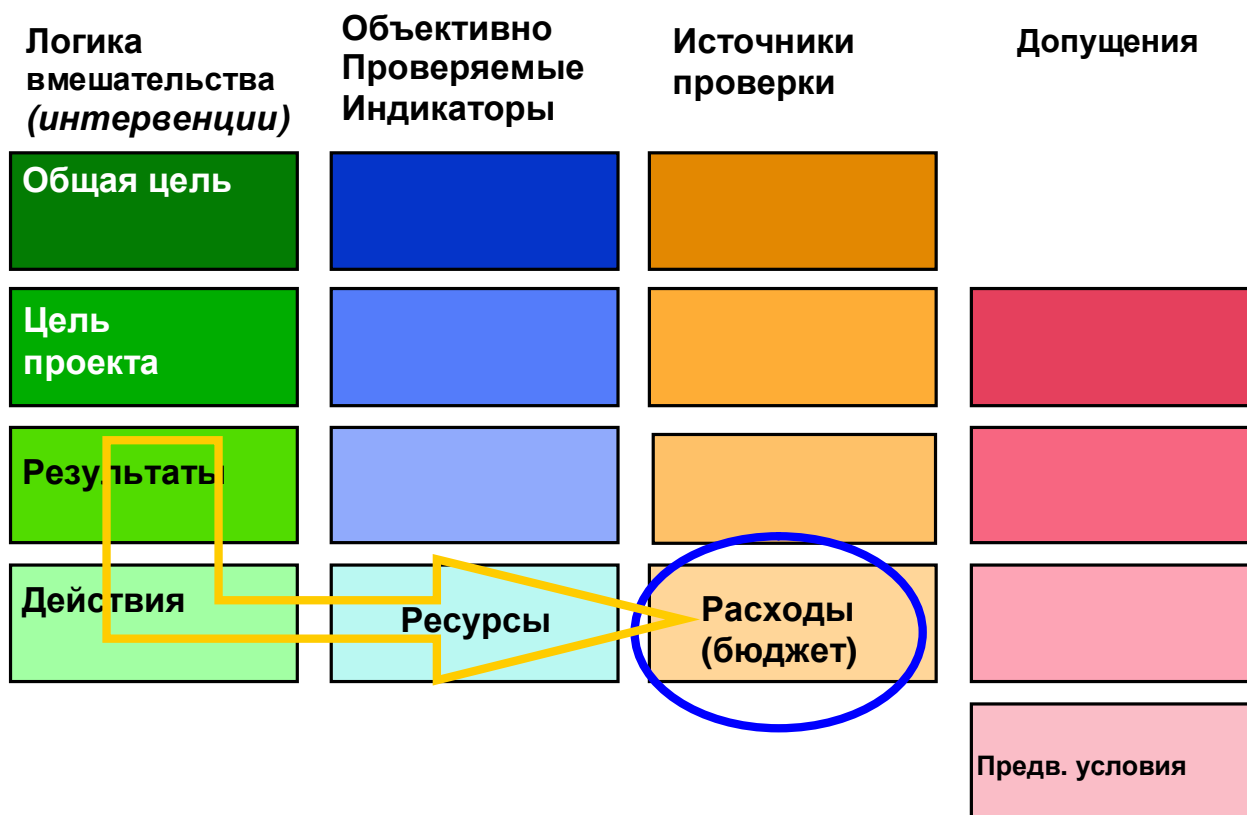 Логика
вмешательства
(интервенции)
Объективно
Проверяемые
Индикаторы
Источники
проверки
Допущения
Общая цель
Цель
проекта
Результаты
Действия
Ресурсы
Расходы
(бюджет)
Предв. условия